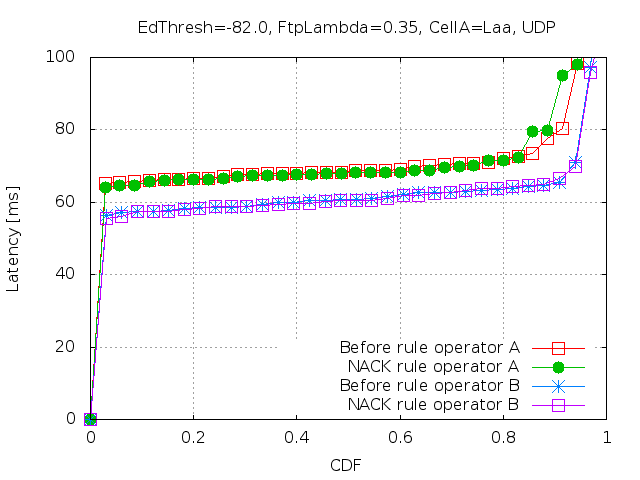 EdThresh=-82.0, FtpLambda=0.35, CellA=Laa, UDP
100
80
60
40
20
0
Latency [ms]
Before rule operator A
NACK rule operator A
Before rule operator B
NACK rule operator B
0 0.2 0.4 0.6 0.8 1
CDF